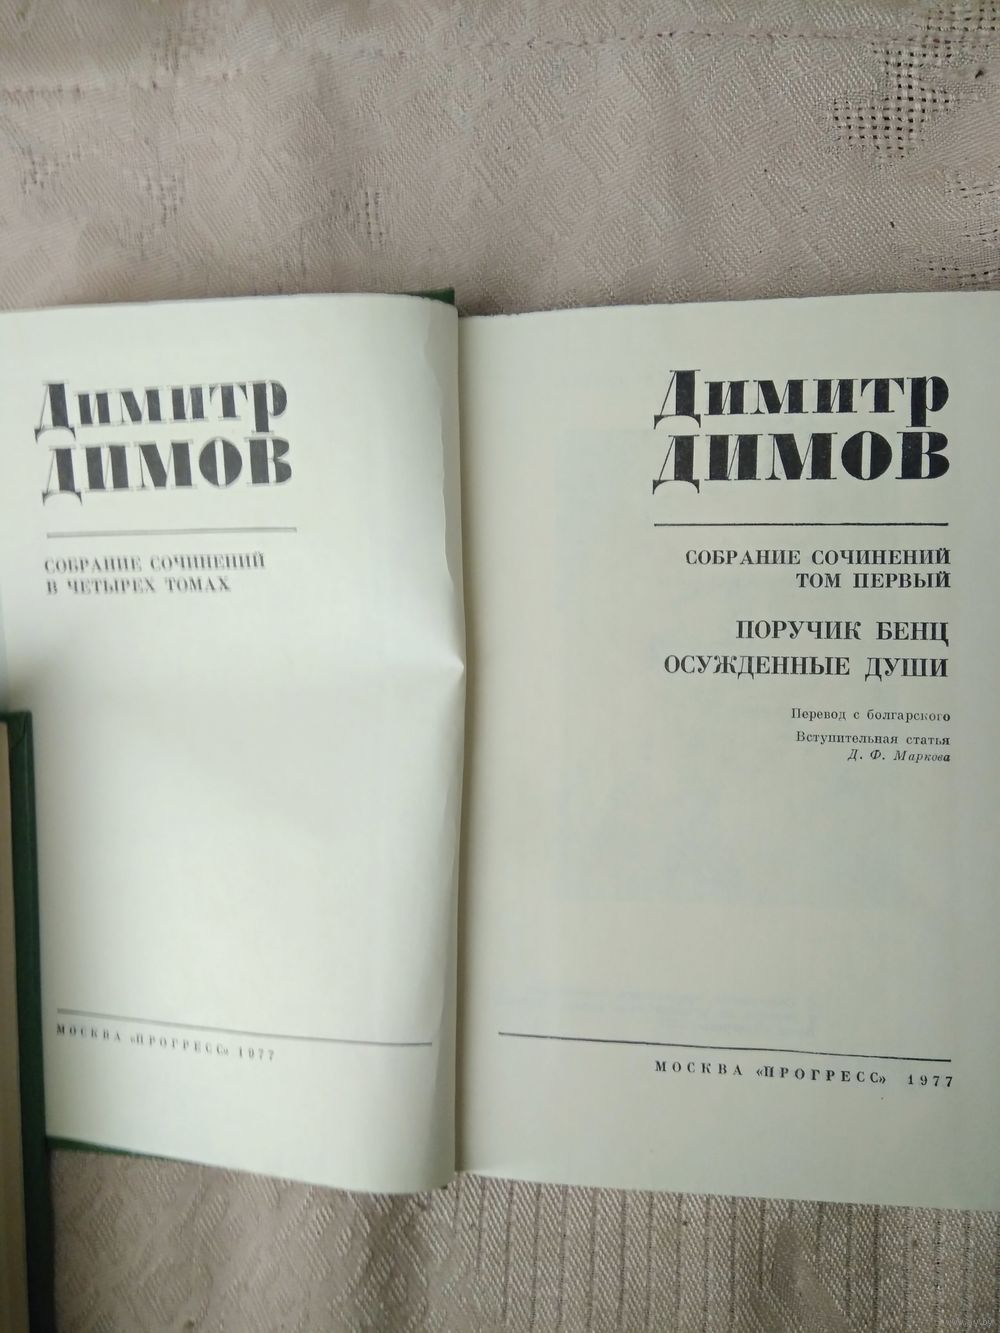 Димитр
ДИМОВ
СОБРАНИЕ СОЧИНЕНИЙ
В ЧЕТЫРЕХ ТОМАХ
МОСКВА «ПРОГРЕСС» 1977
Димитр
ДИМОВ
СОБРАНИЕ СОЧИНЕНИЙ
ТОМ ПЕРВЫЙ
ПОРУЧИК БЕНЦ
ОСУЖДЕННЫЕ ДУШИ
Перевод с болгарского
Вступительная статья
Д. Ф. Маркова
МОСКВА «ПРОГРЕСС» 1977